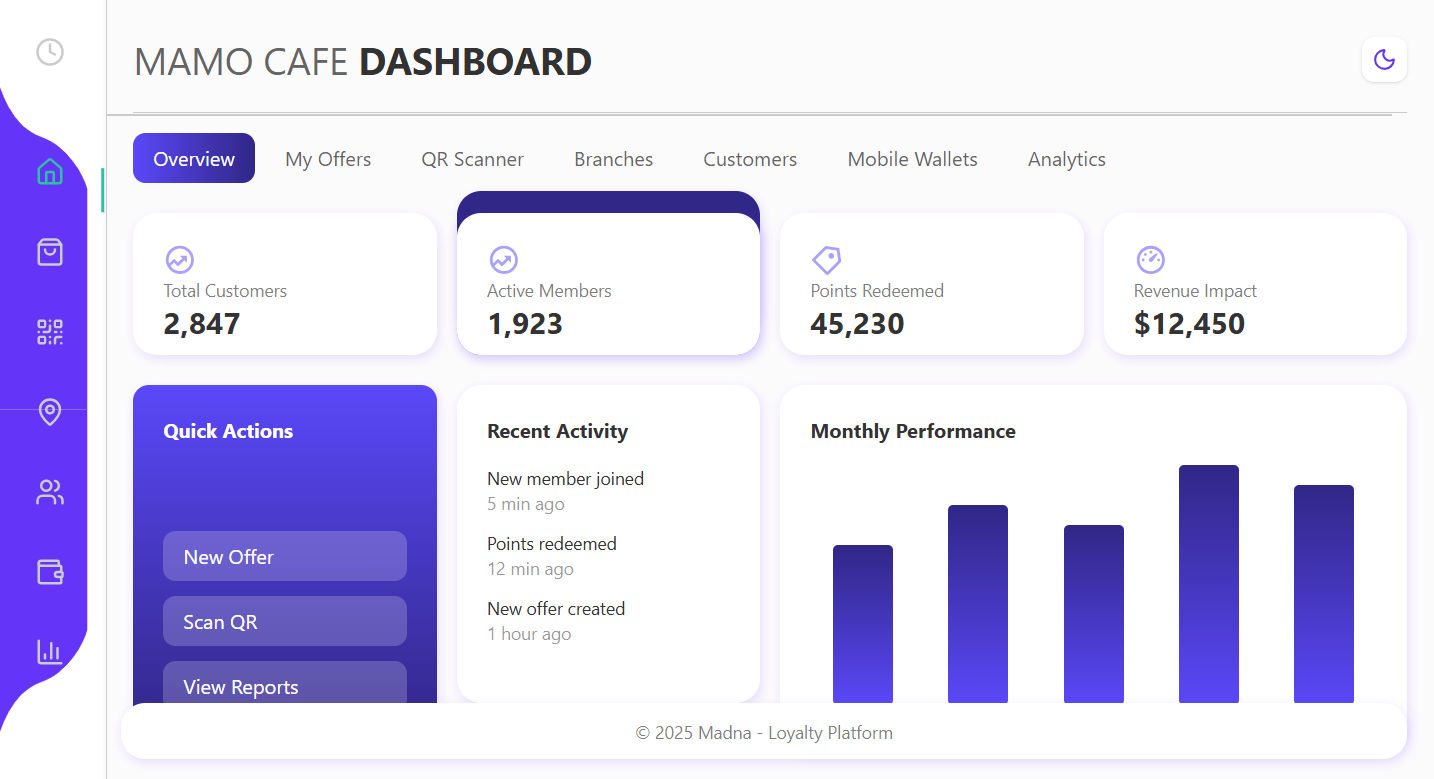 MAMO CAFE DASHBOARD
Overview My Offers QR Scanner Branches Customers Mobile Wallets Analytics
Total Customers
2,847
Active Members
1,923
Points Redeemed
45,230
Revenue Impact
$12,450
Quick Actions
New Offer
Scan QR
View Reports
Recent Activity
New member joined
5 min ago
Points redeemed
12 min ago
New offer created
1 hour ago
Monthly Performance
© 2025 Madna - Loyalty Platform